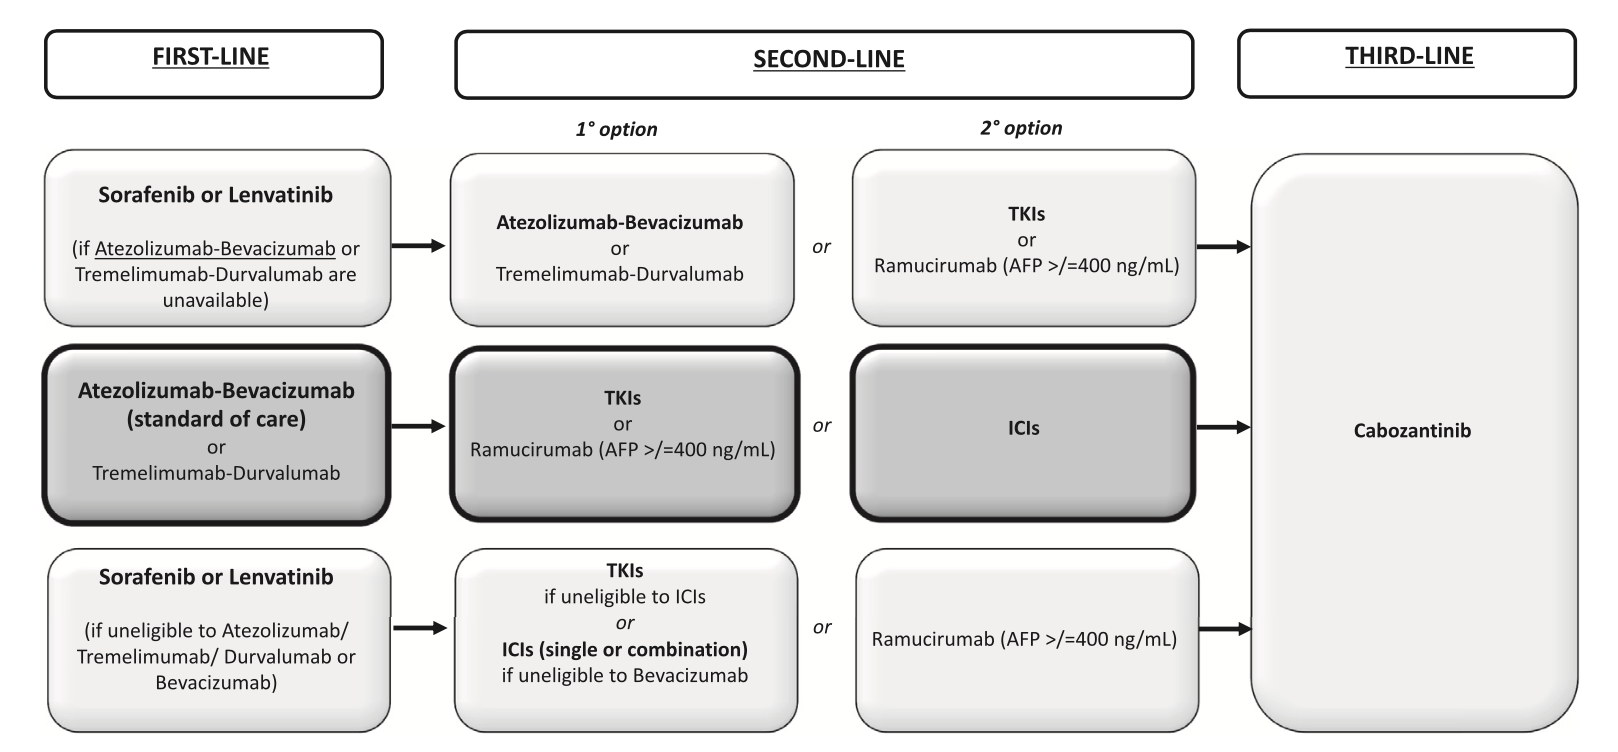 FIRST-LINE
SECOND-LINE
THIRD-LINE
1° option
2° option
Sorafenib or Lenvatinib
(if Atezolizumab-Bevacizumab or
Tremelimumab-Durvalumab are
unavailable)
Atezolizumab-Bevacizumab
or
Tremelimumab-Durvalumab
or
TKIs
or
Ramucirumab (AFP >/=400 ng/mL)
Atezolizumab-Bevacizumab
(standard of care)
or
Tremelimumab-Durvalumab
TKIs
or
Ramucirumab (AFP >/=400 ng/mL)
or
ICIs
Cabozantinib
Sorafenib or Lenvatinib
(if uneligible to Atezolizumab/
Tremelimumab/ Durvalumab or
Bevacizumab)
TKIs
if uneligible to ICIs
or
ICIs (single or combination)
if uneligible to Bevacizumab
or
Ramucirumab (AFP >/=400 ng/mL)